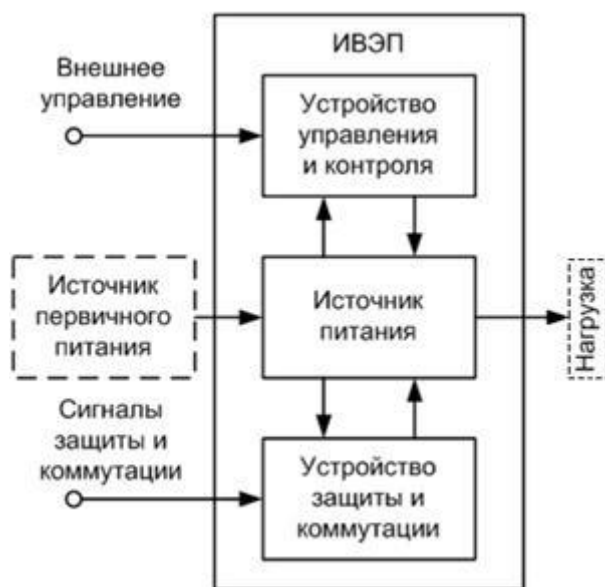 ИВЭП
Внешнее
управление
Устройство
управления
и контроля
Источник
первичного
питания
Источник
питания
Нагрузка
Сигналы
защиты и
коммутации
Устройство
защиты и
коммутации